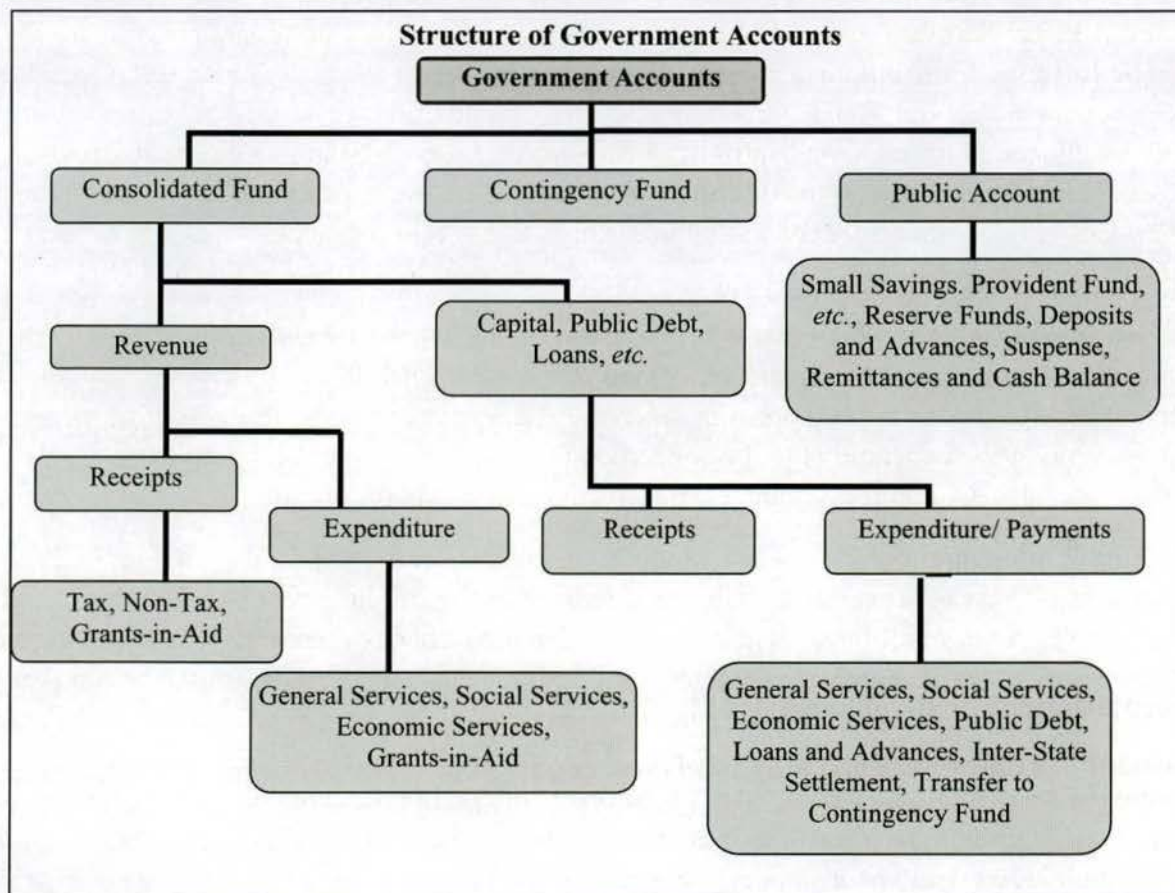 Structure of Government Accounts
Government Accounts
Consolidated Fund
Contingency Fund
Public Account
Small Savings. Provident Fund,
etc., Reserve Funds, Deposits
and Advances, Suspense,
Remittances and Cash Balance
Capital, Public Debt,
Loans, etc.
Revenue
Receipts
Expenditure
Receipts
Expenditure/ Payments
Tax, Non-Tax,
Grants-in-Aid
General Services, Social Services,
Economic Services,
Grants-in-Aid
General Services, Social Services,
Economic Services, Public Debt,
Loans and Advances, Inter-State
Settlement, Transfer to
Contingency Fund